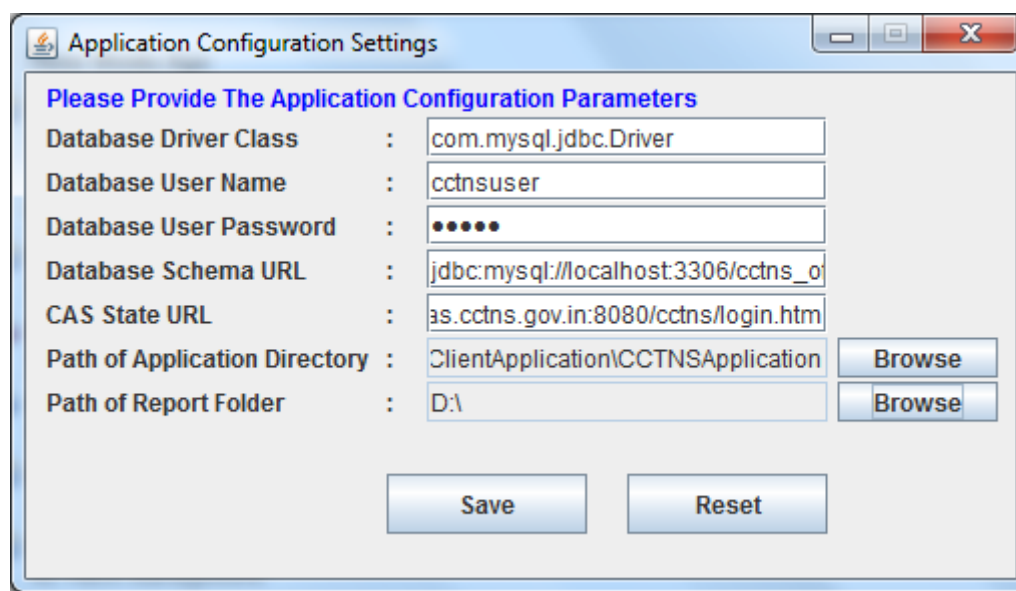 Application Configuration Settings
Please Provide The Application Configuration Parameters
Database Driver Class : com.mysql.jdbc.Driver
Database User Name : cctnsuser
Database User Password : •••••
Database Schema URL : jdbc:mysql://localhost:3306/cctns_of
CAS State URL : as.cctns.gov.in:8080/cctns/login.htm
Path of Application Directory : ClientApplication\CCTNSApplication Browse
Path of Report Folder : D:\ Browse
Save Reset